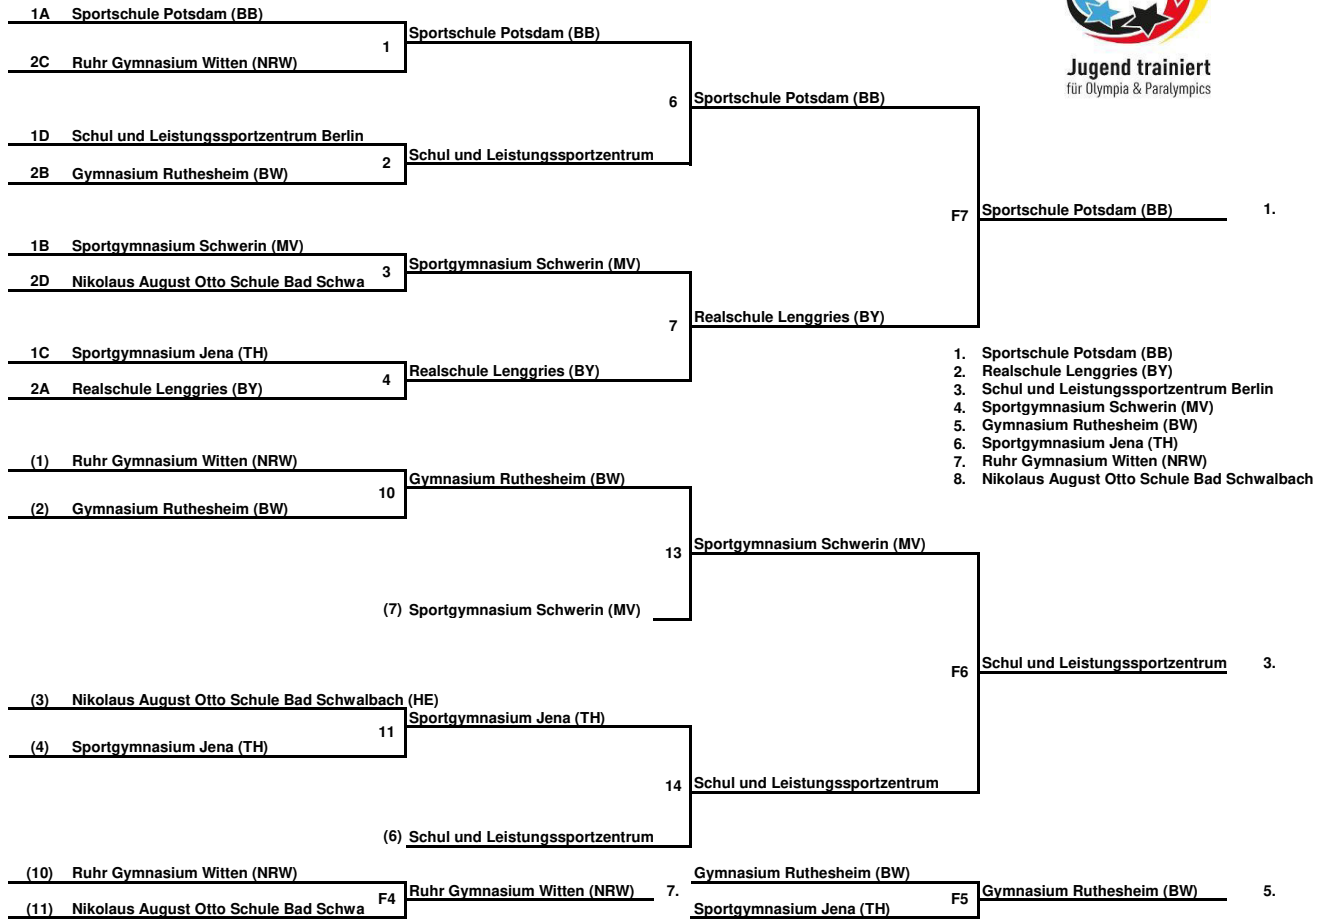 1A Sportschule Potsdam (BB)
Sportschule Potsdam (BB)
1
2C Ruhr Gymnasium Witten (NRW)
Jugend trainiert
für Olympia & Paralympics
6 Sportschule Potsdam (BB)
1D Schul und Leistungssportzentrum Berlin
2 Schul und Leistungssportzentrum
2B Gymnasium Ruthesheim (BW)
F7 Sportschule Potsdam (BB) 1.
1B Sportgymnasium Schwerin (MV)
3 Sportgymnasium Schwerin (MV)
2D Nikolaus August Otto Schule Bad Schwa
7 Realschule Lenggries (BY)
1C Sportgymnasium Jena (TH)
4 Realschule Lenggries (BY)
2A Realschule Lenggries (BY)
1. Sportschule Potsdam (BB)
2. Realschule Lenggries (BY)
3. Schul und Leistungssportzentrum Berlin
4. Sportgymnasium Schwerin (MV)
5. Gymnasium Ruthesheim (BW)
6. Sportgymnasium Jena (TH)
7. Ruhr Gymnasium Witten (NRW)
8. Nikolaus August Otto Schule Bad Schwalbach
(1) Ruhr Gymnasium Witten (NRW)
10 Gymnasium Ruthesheim (BW)
(2) Gymnasium Ruthesheim (BW)
13 Sportgymnasium Schwerin (MV)
(7) Sportgymnasium Schwerin (MV)
F6 Schul und Leistungssportzentrum 3.
(3) Nikolaus August Otto Schule Bad Schwalbach (HE)
11 Sportgymnasium Jena (TH)
(4) Sportgymnasium Jena (TH)
14 Schul und Leistungssportzentrum
(6) Schul und Leistungssportzentrum
(10) Ruhr Gymnasium Witten (NRW)
F4 Ruhr Gymnasium Witten (NRW) 7.
(11) Nikolaus August Otto Schule Bad Schwa
Gymnasium Ruthesheim (BW)
F5 Gymnasium Ruthesheim (BW) 5.
Sportgymnasium Jena (TH)